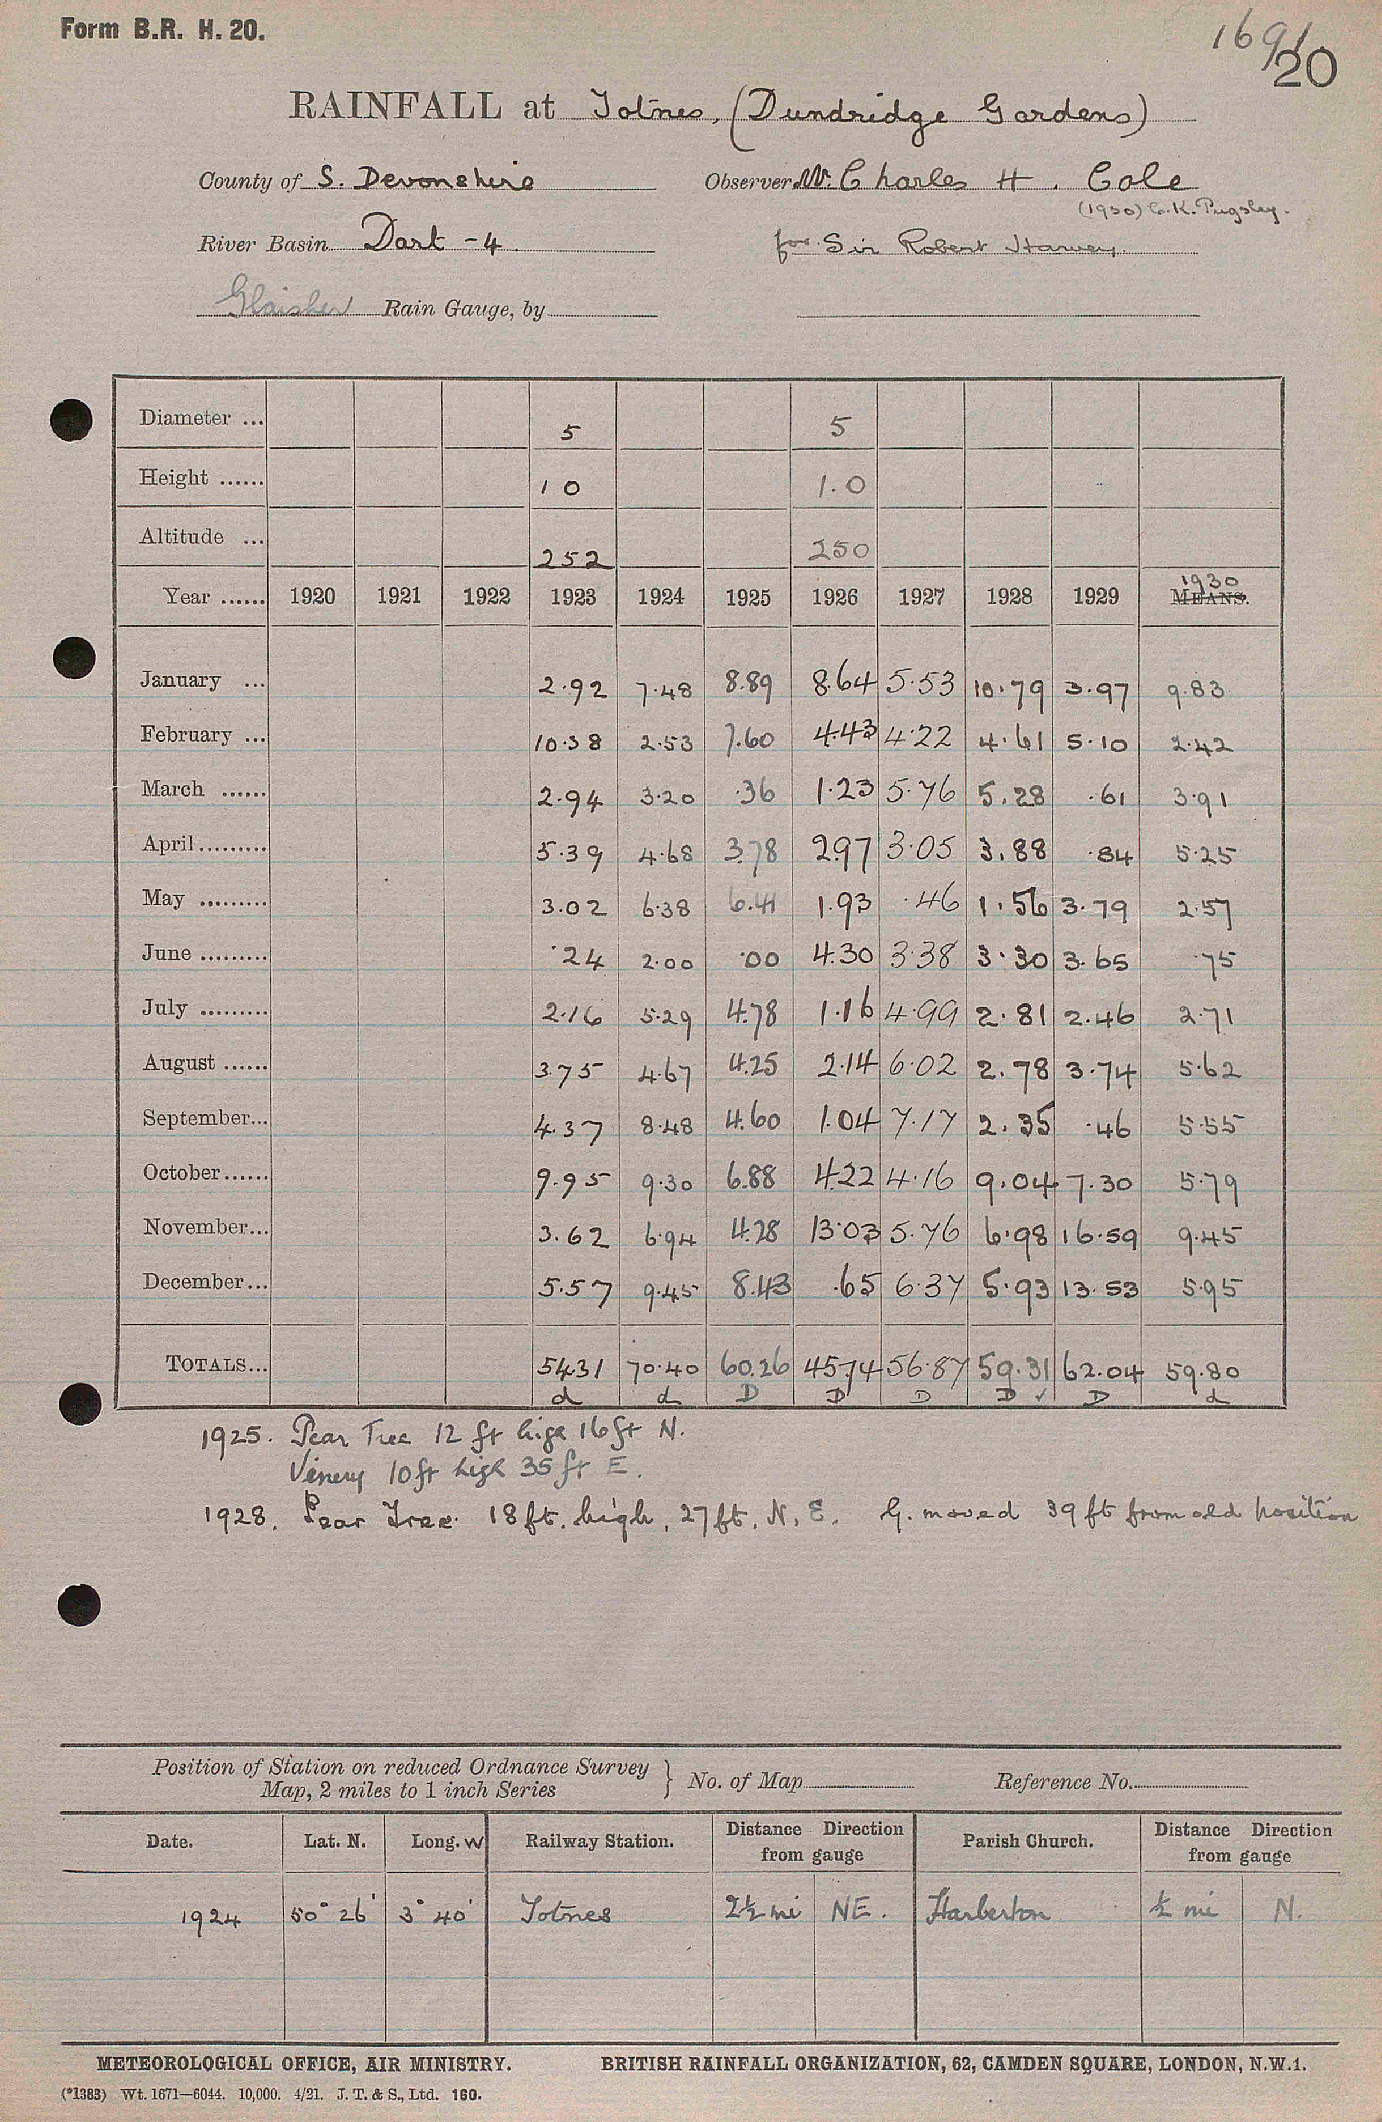 Form B.R. H. 20.
1691
20
RAINFALL at Totnes, (Dundridge Gardens)
County of S. Devonshire Observer Mr. Charles H. Cole
(1930) C.K. Pugsley.
River Basin Dart - 4 for Sir Robert Harvey.
Glaisher Rain Gauge, by
Diameter ... 5 5
Height ...... 1 0 1.0
Altitude ... 252 250
Year ...... 1920 1921 1922 1923 1924 1925 1926 1927 1928 1929 1930 MEANS.
January ... 2.92 7.48 8.89 8.64 5.53 10.79 3.97 9.83
February ... 10.38 2.53 7.60 4.43 4.22 4.61 5.10 2.42
March ...... 2.94 3.20 .36 1.23 5.76 5.28 .61 3.91
April......... 5.39 4.68 3.78 2.97 3.05 3.88 .84 5.25
May ......... 3.02 6.38 6.41 1.93 .46 1.56 3.79 2.57
June ......... .24 2.00 .00 4.30 3.38 3.30 3.65 .75
July ......... 2.16 5.29 4.78 1.16 4.99 2.81 2.46 2.71
August ...... 3.75 4.67 4.25 2.14 6.02 2.78 3.74 5.62
September... 4.37 8.48 4.60 1.04 7.17 2.35 .46 5.55
October...... 9.95 9.30 6.88 4.22 4.16 9.04 7.30 5.79
November... 3.62 6.94 4.28 13.03 5.76 6.98 16.59 9.45
December... 5.57 9.45 8.43 .65 6.37 5.93 13.53 5.95
TOTALS... 54.31 70.40 60.26 45.74 56.87 59.31 62.04 59.80
d d D D D D ✓ D d
1925. Pear Tree 12 ft high 16 ft N.
Vinery 10 ft high 35 ft E.
1928. Pear Tree 18 ft. high, 27 ft. N.E. G. moved 39 ft from old position
Position of Station on reduced Ordnance Survey
Map, 2 miles to 1 inch Series } No. of Map Reference No.
Date. Lat. N. Long. W Railway Station. Distance Direction from gauge Parish Church. Distance Direction from gauge
1924 50° 26' 3° 40' Totnes 2½ mi NE. Harberton ½ mi N.
METEOROLOGICAL OFFICE, AIR MINISTRY. BRITISH RAINFALL ORGANIZATION, 62, CAMDEN SQUARE, LONDON, N.W.1.
(*1383) Wt. 1671—6044. 10,000. 4/21. J. T. & S., Ltd. 160.